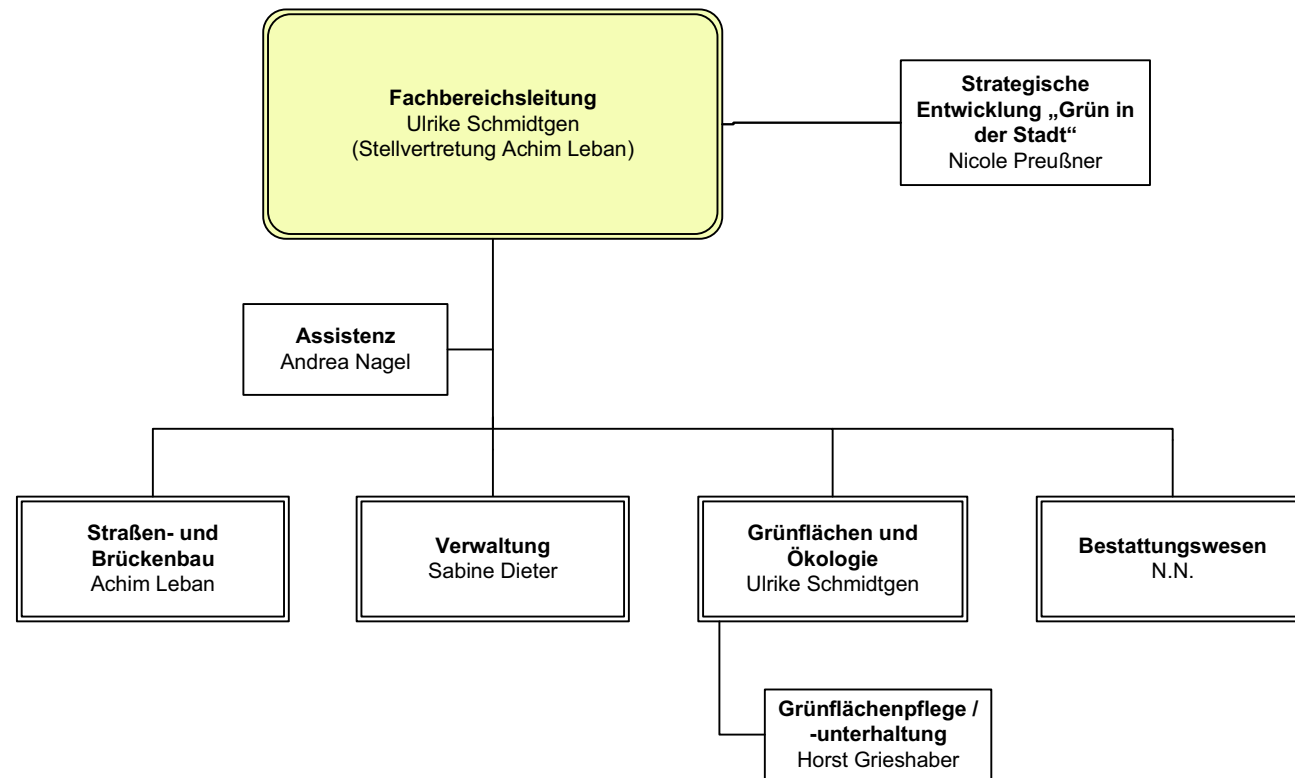 Fachbereichsleitung
Ulrike Schmidtgen
(Stellvertretung Achim Leban)
Strategische
Entwicklung „Grün in
der Stadt“
Nicole Preußner
Assistenz
Andrea Nagel
Straßen- und
Brückenbau
Achim Leban
Verwaltung
Sabine Dieter
Grünflächen und
Ökologie
Ulrike Schmidtgen
Bestattungswesen
N.N.
Grünflächenpflege /
-unterhaltung
Horst Grieshaber